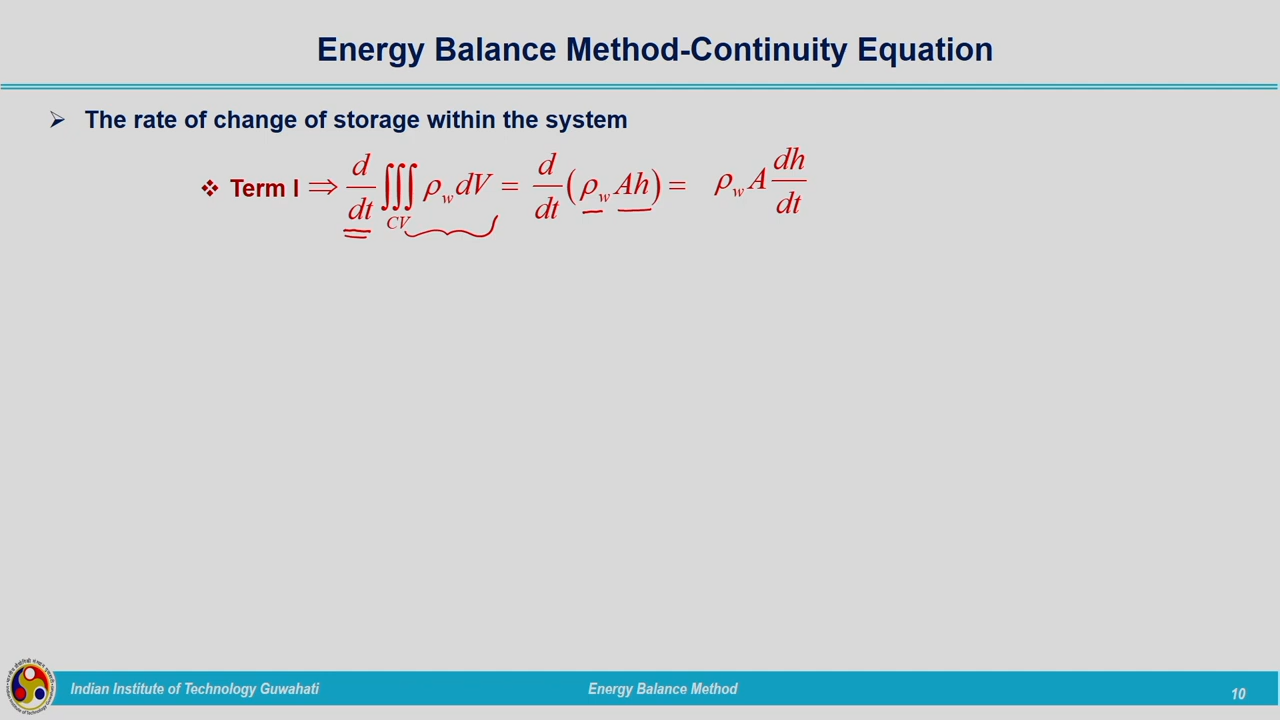 Energy Balance Method-Continuity Equation
➢ The rate of change of storage within the system
❖ Term I ⇒ d/dt ∭_CV ρ_w dV = d/dt (ρ_w Ah) = ρ_w A dh/dt
Indian Institute of Technology Guwahati Energy Balance Method 10